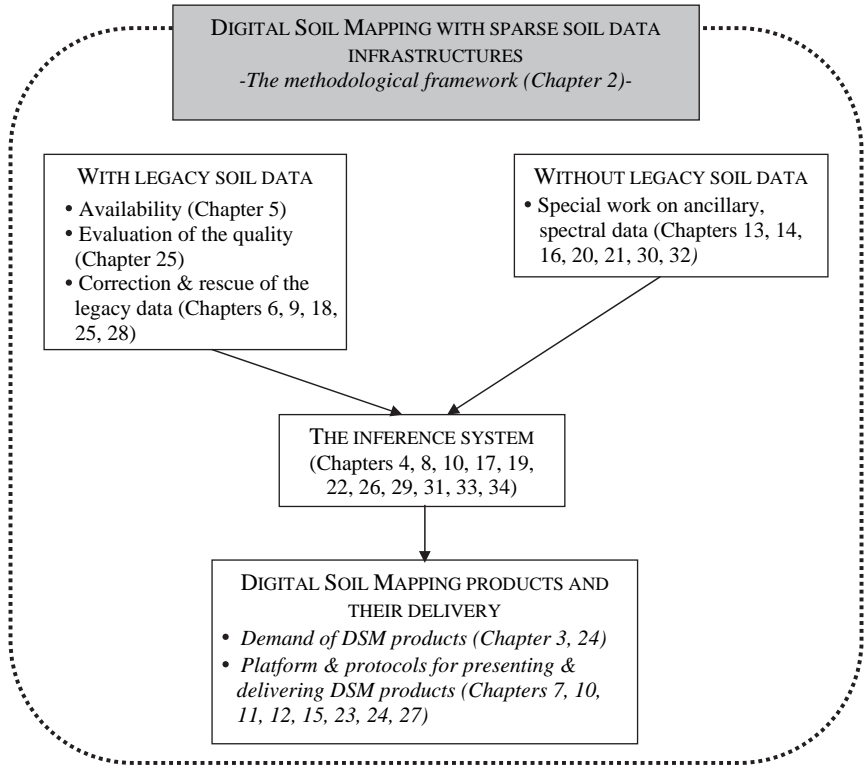 DIGITAL SOIL MAPPING WITH SPARSE SOIL DATA
INFRASTRUCTURES
-The methodological framework (Chapter 2)-
WITH LEGACY SOIL DATA
• Availability (Chapter 5)
• Evaluation of the quality
(Chapter 25)
• Correction & rescue of the
legacy data (Chapters 6, 9, 18,
25, 28)
WITHOUT LEGACY SOIL DATA
• Special work on ancillary,
spectral data (Chapters 13, 14,
16, 20, 21, 30, 32)
THE INFERENCE SYSTEM
(Chapters 4, 8, 10, 17, 19,
22, 26, 29, 31, 33, 34)
DIGITAL SOIL MAPPING PRODUCTS AND
THEIR DELIVERY
• Demand of DSM products (Chapter 3, 24)
• Platform & protocols for presenting &
delivering DSM products (Chapters 7, 10,
11, 12, 15, 23, 24, 27)